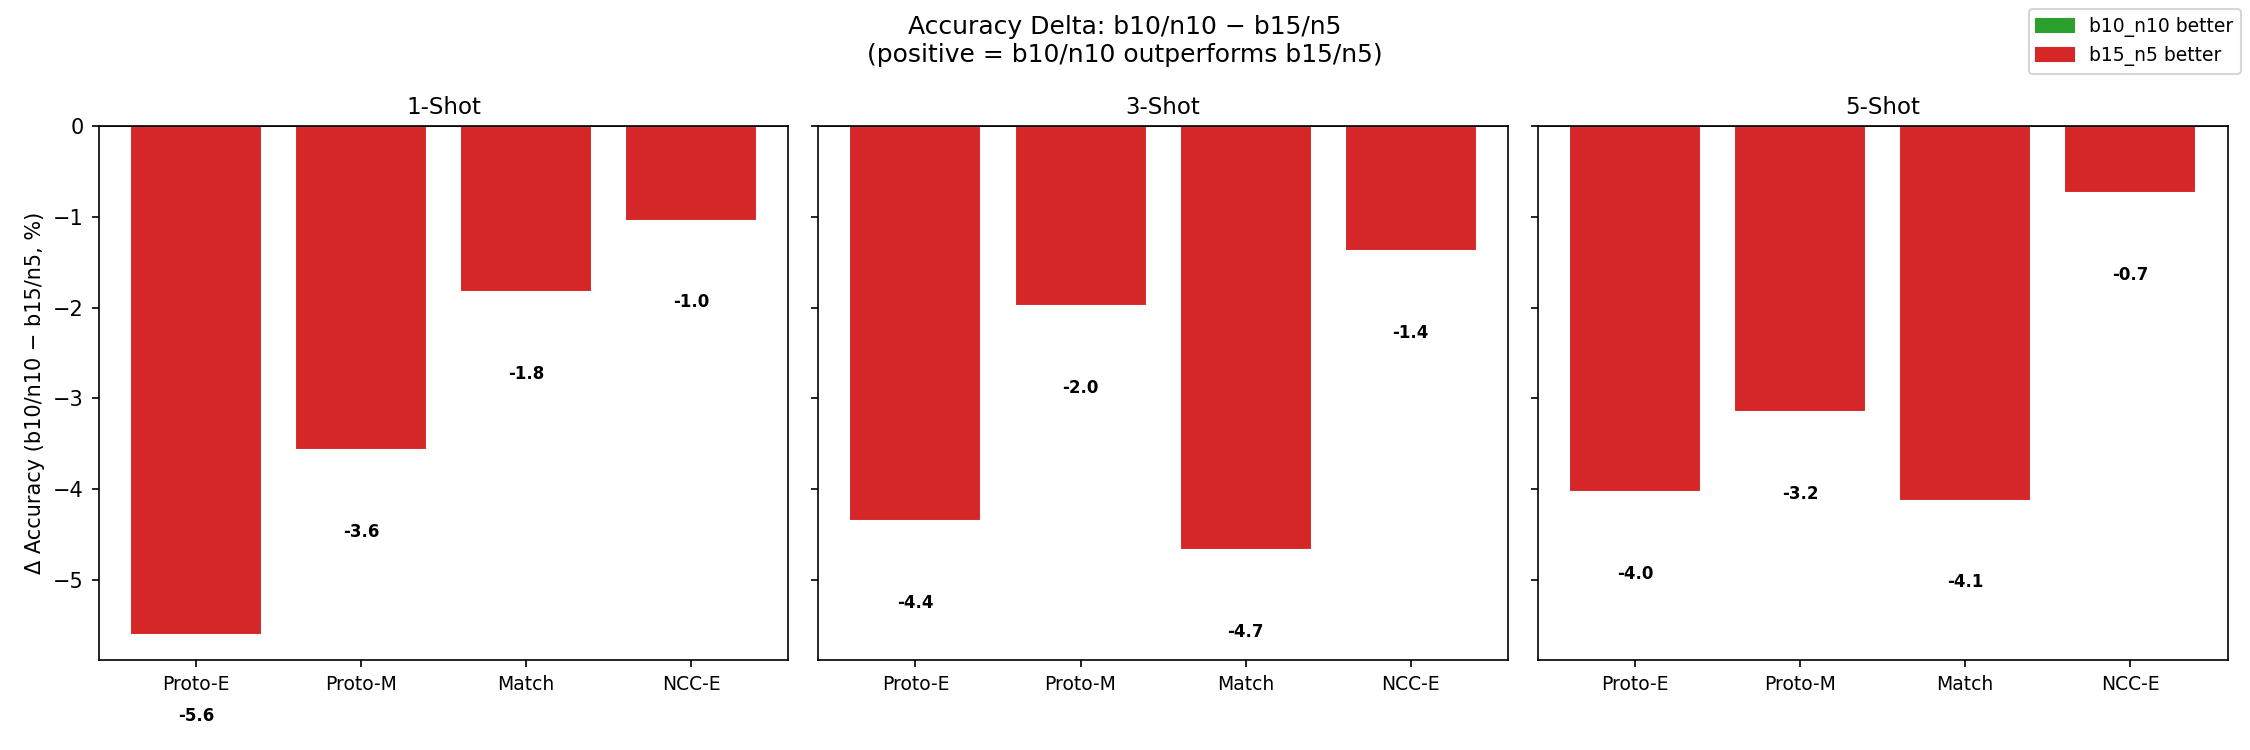 Accuracy Delta: b10/n10 − b15/n5
(positive = b10/n10 outperforms b15/n5)
b10_n10 better
b15_n5 better
1-Shot
3-Shot
5-Shot
Δ Accuracy (b10/n10 − b15/n5, %)
0
−1
−2
−3
−4
−5
-5.6
-3.6
-1.8
-1.0
Proto-E
Proto-M
Match
NCC-E
-4.4
-2.0
-4.7
-1.4
Proto-E
Proto-M
Match
NCC-E
-4.0
-3.2
-4.1
-0.7
Proto-E
Proto-M
Match
NCC-E